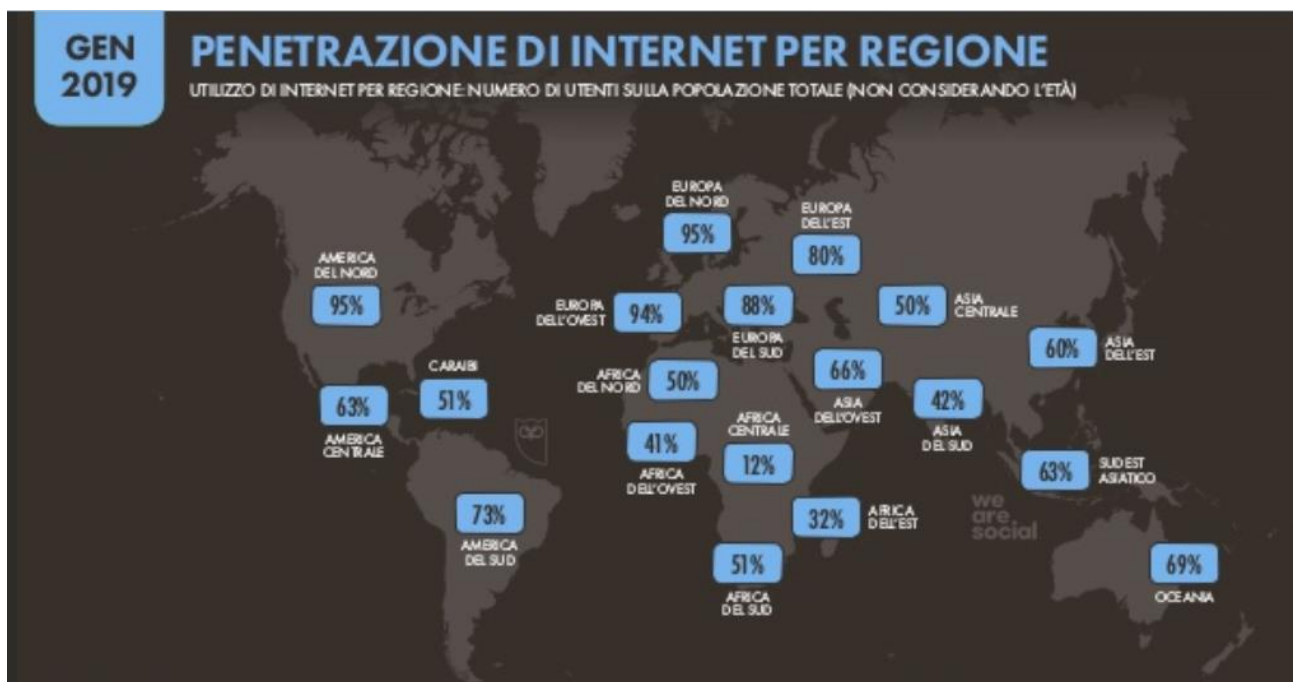 GEN
2019
PENETRAZIONE DI INTERNET PER REGIONE
UTILIZZO DI INTERNET PER REGIONE: NUMERO DI UTENTI SULLA POPOLAZIONE TOTALE (NON CONSIDERANDO L'ETÀ)
EUROPA
DEL NORD
95%
EUROPA
DELL'EST
80%
AMERICA
DEL NORD
95%
EUROPA
DELL'OVEST
94%
88%
EUROPA
DEL SUD
50%
ASIA
CENTRALE
60%
ASIA
DELL'EST
CARAIBI
51%
AFRICA
DEL NORD
50%
66%
ASIA
DELL'OVEST
42%
ASIA
DEL SUD
63%
AMERICA
CENTRALE
41%
AFRICA
DELL'OVEST
AFRICA
CENTRALE
12%
63%
SUD EST
ASIATICO
73%
AMERICA
DEL SUD
32%
AFRICA
DELL'EST
we
are
social
51%
AFRICA
DEL SUD
69%
OCEANIA